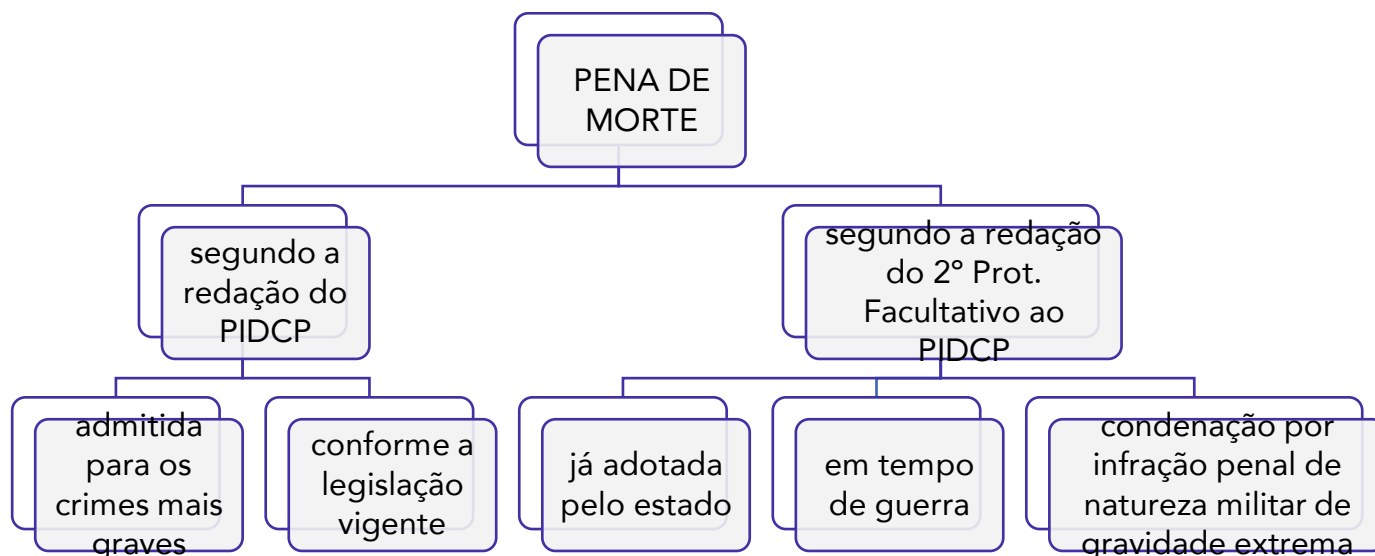 PENA DE
MORTE
segundo a
redação do
PIDCP
segundo a redação
do 2º Prot.
Facultativo ao
PIDCP
admitida
para os
crimes mais
graves
conforme a
legislação
vigente
já adotada
pelo estado
em tempo
de guerra
condenação por
infração penal de
natureza militar de
gravidade extrema